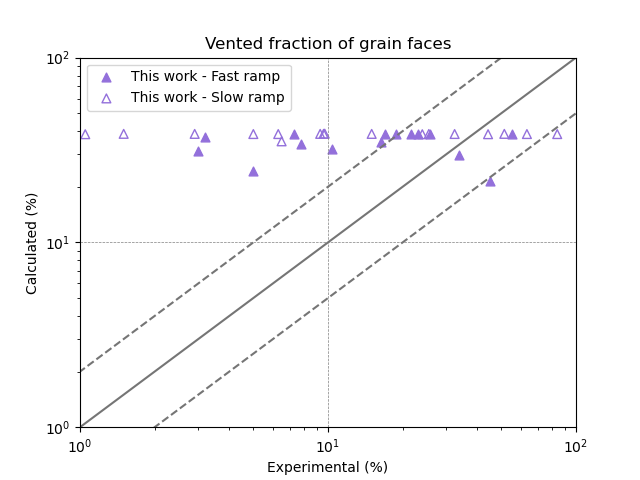 Vented fraction of grain faces
This work - Fast ramp
This work - Slow ramp
Calculated (%)
10²
10¹
10⁰
10⁰ 10¹ 10²
Experimental (%)